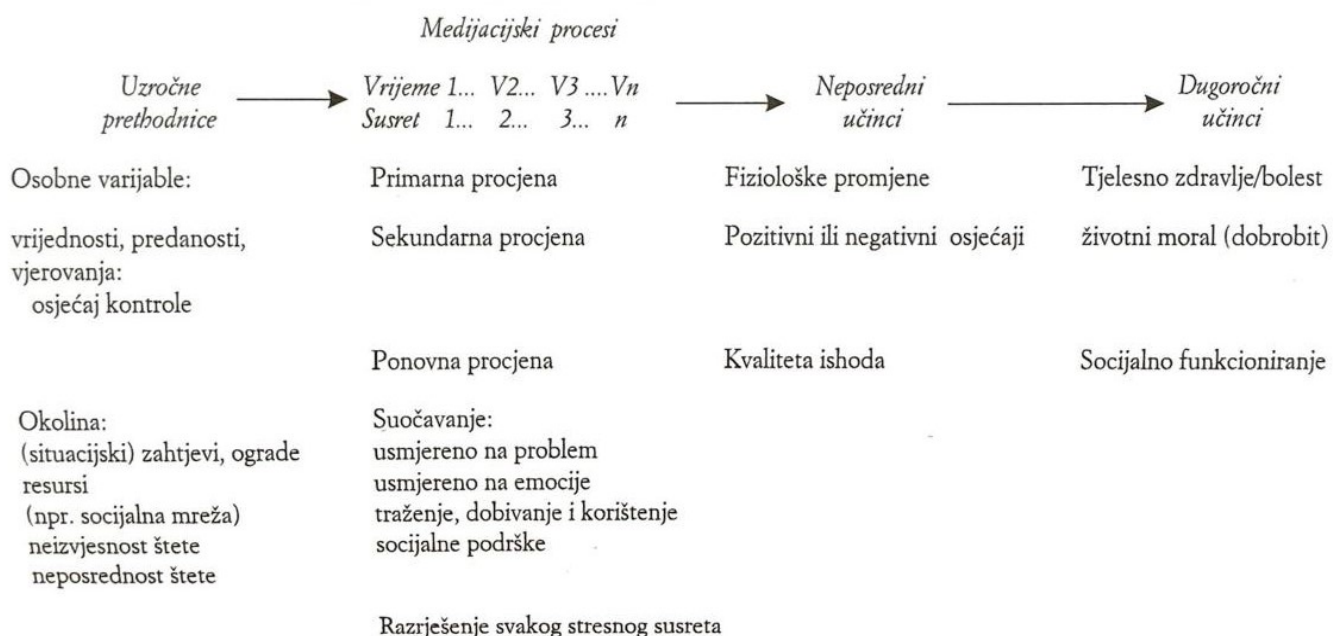 Medijacijski procesi
Uzročne prethodnice
Vrijeme 1... V2... V3 ....Vn
Susret 1... 2... 3... n
Neposredni učinci
Dugoročni učinci
Osobne varijable:
vrijednosti, predanosti,
vjerovanja:
osjećaj kontrole
Okolina:
(situacijski) zahtjevi, ograde
resursi
(npr. socijalna mreža)
neizvjesnost štete
neposrednost štete
Primarna procjena
Sekundarna procjena
Ponovna procjena
Suočavanje:
usmjereno na problem
usmjereno na emocije
traženje, dobivanje i korištenje
socijalne podrške
Razrješenje svakog stresnog susreta
Fiziološke promjene
Pozitivni ili negativni osjećaji
Kvaliteta ishoda
Tjelesno zdravlje/bolest
životni moral (dobrobit)
Socijalno funkcioniranje